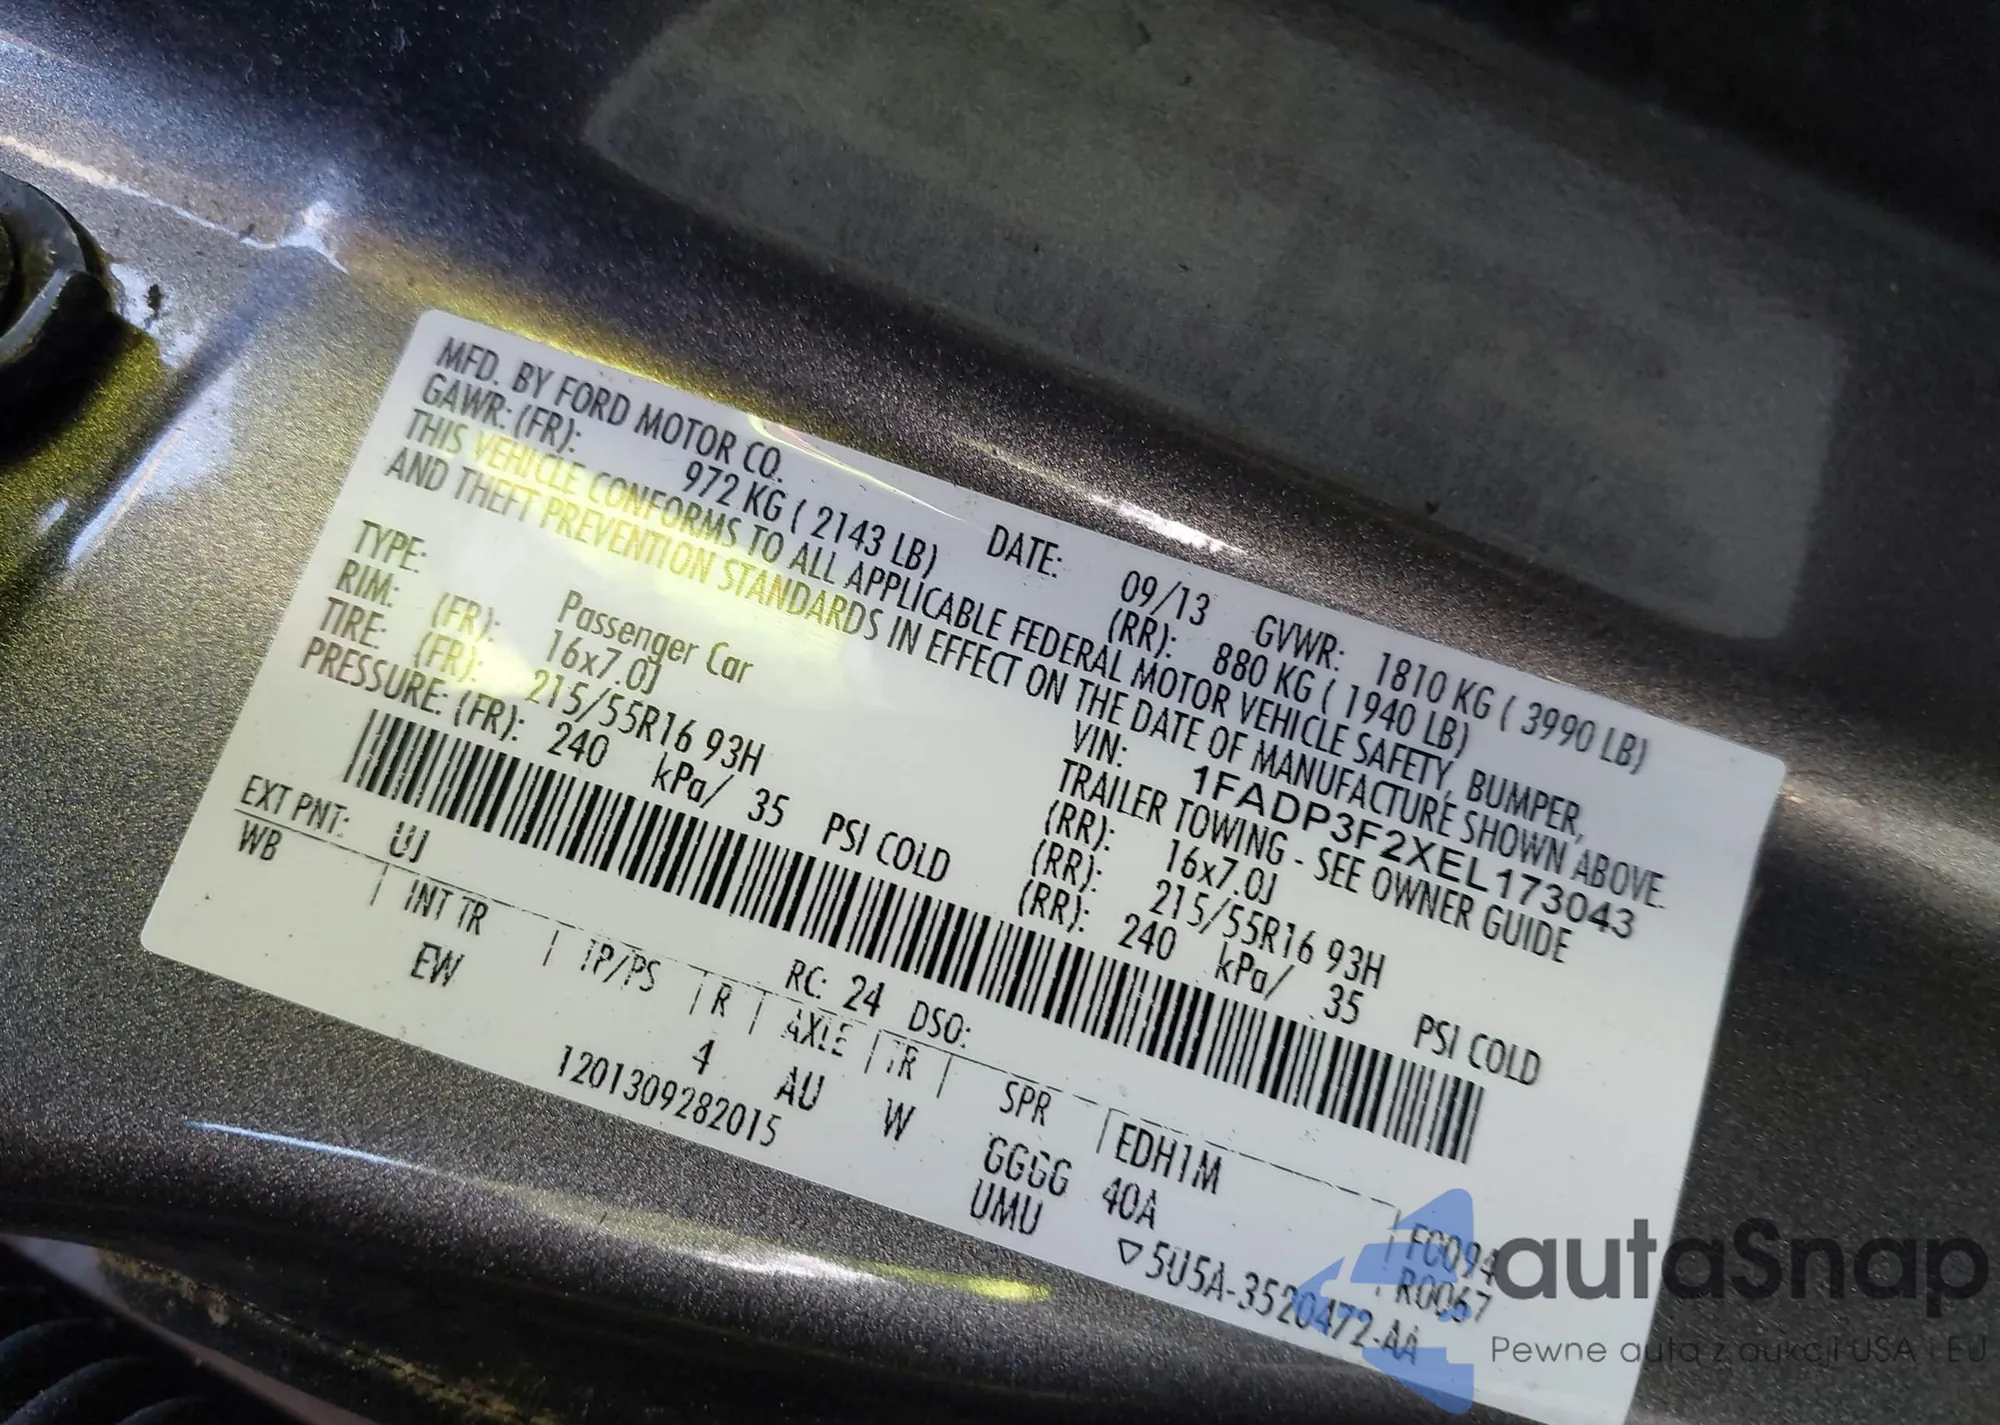 MFD. BY FORD MOTOR CO. DATE: 09/13 GVWR: 1810 KG ( 3990 LB)
GAWR: (FR): 972 KG ( 2143 LB) (RR): 880 KG ( 1940 LB)
THIS VEHICLE CONFORMS TO ALL APPLICABLE FEDERAL MOTOR VEHICLE SAFETY, BUMPER,
AND THEFT PREVENTION STANDARDS IN EFFECT ON THE DATE OF MANUFACTURE SHOWN ABOVE.
VIN: 1FADP3F2XEL173043
TYPE: Passenger Car TRAILER TOWING - SEE OWNER GUIDE
RIM: (FR): 16x7.0J (RR): 16x7.0J
TIRE: (FR): 215/55R16 93H (RR): 215/55R16 93H
PRESSURE: (FR): 240 kPa/ 35 PSI COLD (RR): 240 kPa/ 35 PSI COLD
EXT PNT: UJ RC: 24 DSO:
WB INT TR TP/PS R AXLE TR SPR EDH1M F0094
EW 4 AU W GGGG 40A R0067
UMU
1201309282015 ▽5U5A-3520472-AA
autaSnap
Pewne auta z aukcji USA i EU